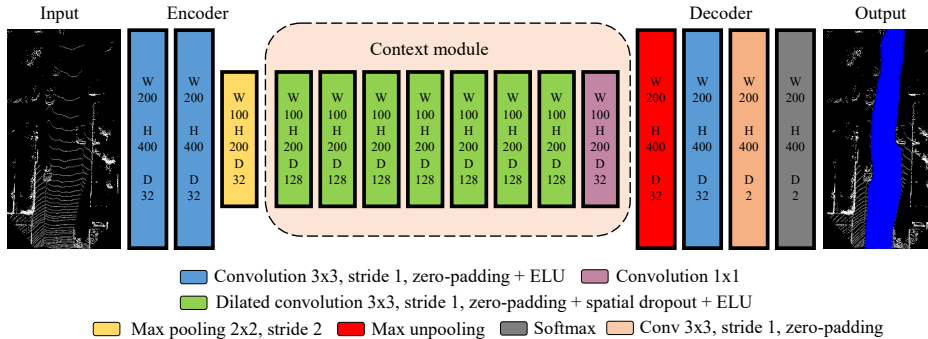 Input
Encoder
Context module
Decoder
Output
W
200
H
400
D
32
W
200
H
400
D
32
W
100
H
200
D
32
W
100
H
200
D
128
W
100
H
200
D
128
W
100
H
200
D
128
W
100
H
200
D
128
W
100
H
200
D
128
W
100
H
200
D
128
W
100
H
200
D
128
W
100
H
200
D
32
W
200
H
400
D
32
W
200
H
400
D
32
W
200
H
400
D
2
W
200
H
400
D
2
Convolution 3x3, stride 1, zero-padding + ELU
Convolution 1x1
Dilated convolution 3x3, stride 1, zero-padding + spatial dropout + ELU
Max pooling 2x2, stride 2
Max unpooling
Softmax
Conv 3x3, stride 1, zero-padding